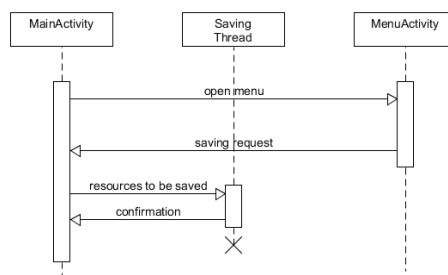 MainActivity
Saving
Thread
MenuActivity
open menu
saving request
resources to be saved
confirmation